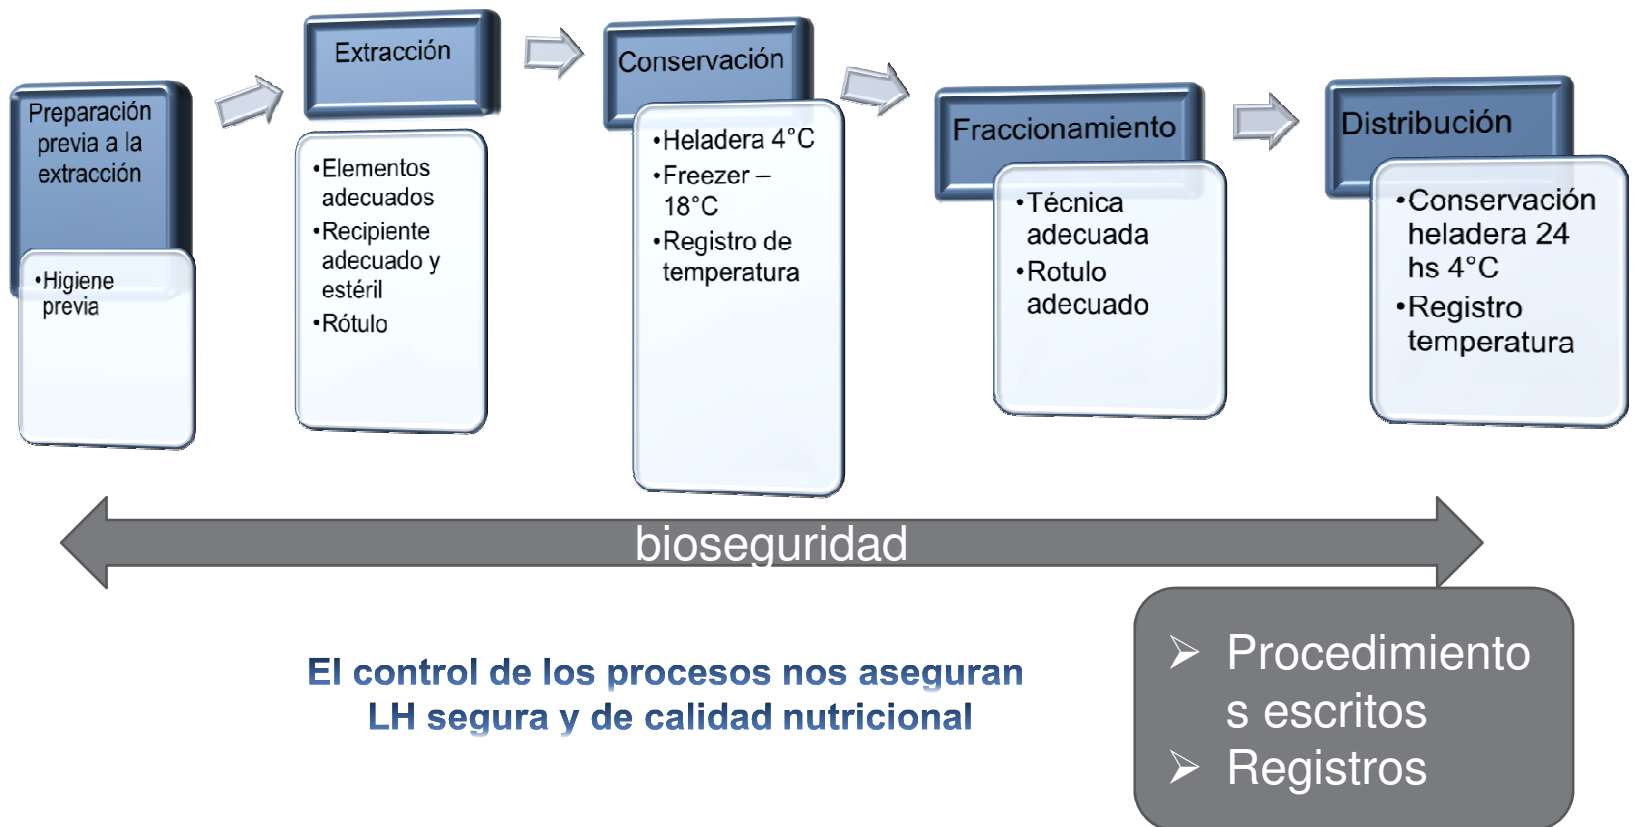 Preparación
previa a la
extracción
•Higiene
previa
Extracción
•Elementos
adecuados
•Recipiente
adecuado y
estéril
•Rótulo
Conservación
•Heladera 4°C
•Freezer –
18°C
•Registro de
temperatura
Fraccionamiento
•Técnica
adecuada
•Rotulo
adecuado
Distribución
•Conservación
heladera 24
hs 4°C
•Registro
temperatura
bioseguridad
El control de los procesos nos aseguran
LH segura y de calidad nutricional
➢ Procedimiento
s escritos
➢ Registros